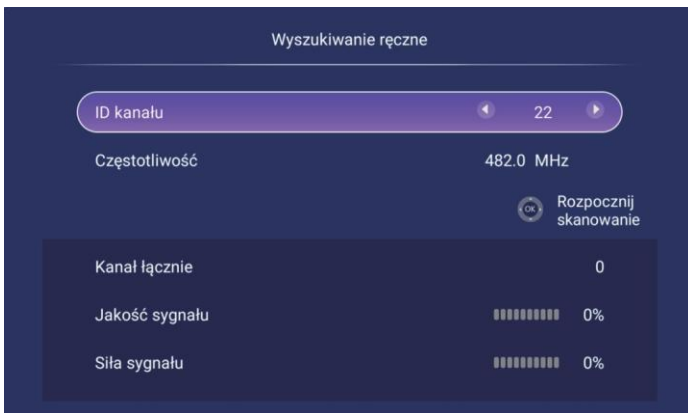 Wyszukiwanie ręczne
ID kanału 22
Częstotliwość 482.0 MHz
OK Rozpocznij
skanowanie
Kanał łącznie 0
Jakość sygnału 0%
Siła sygnału 0%